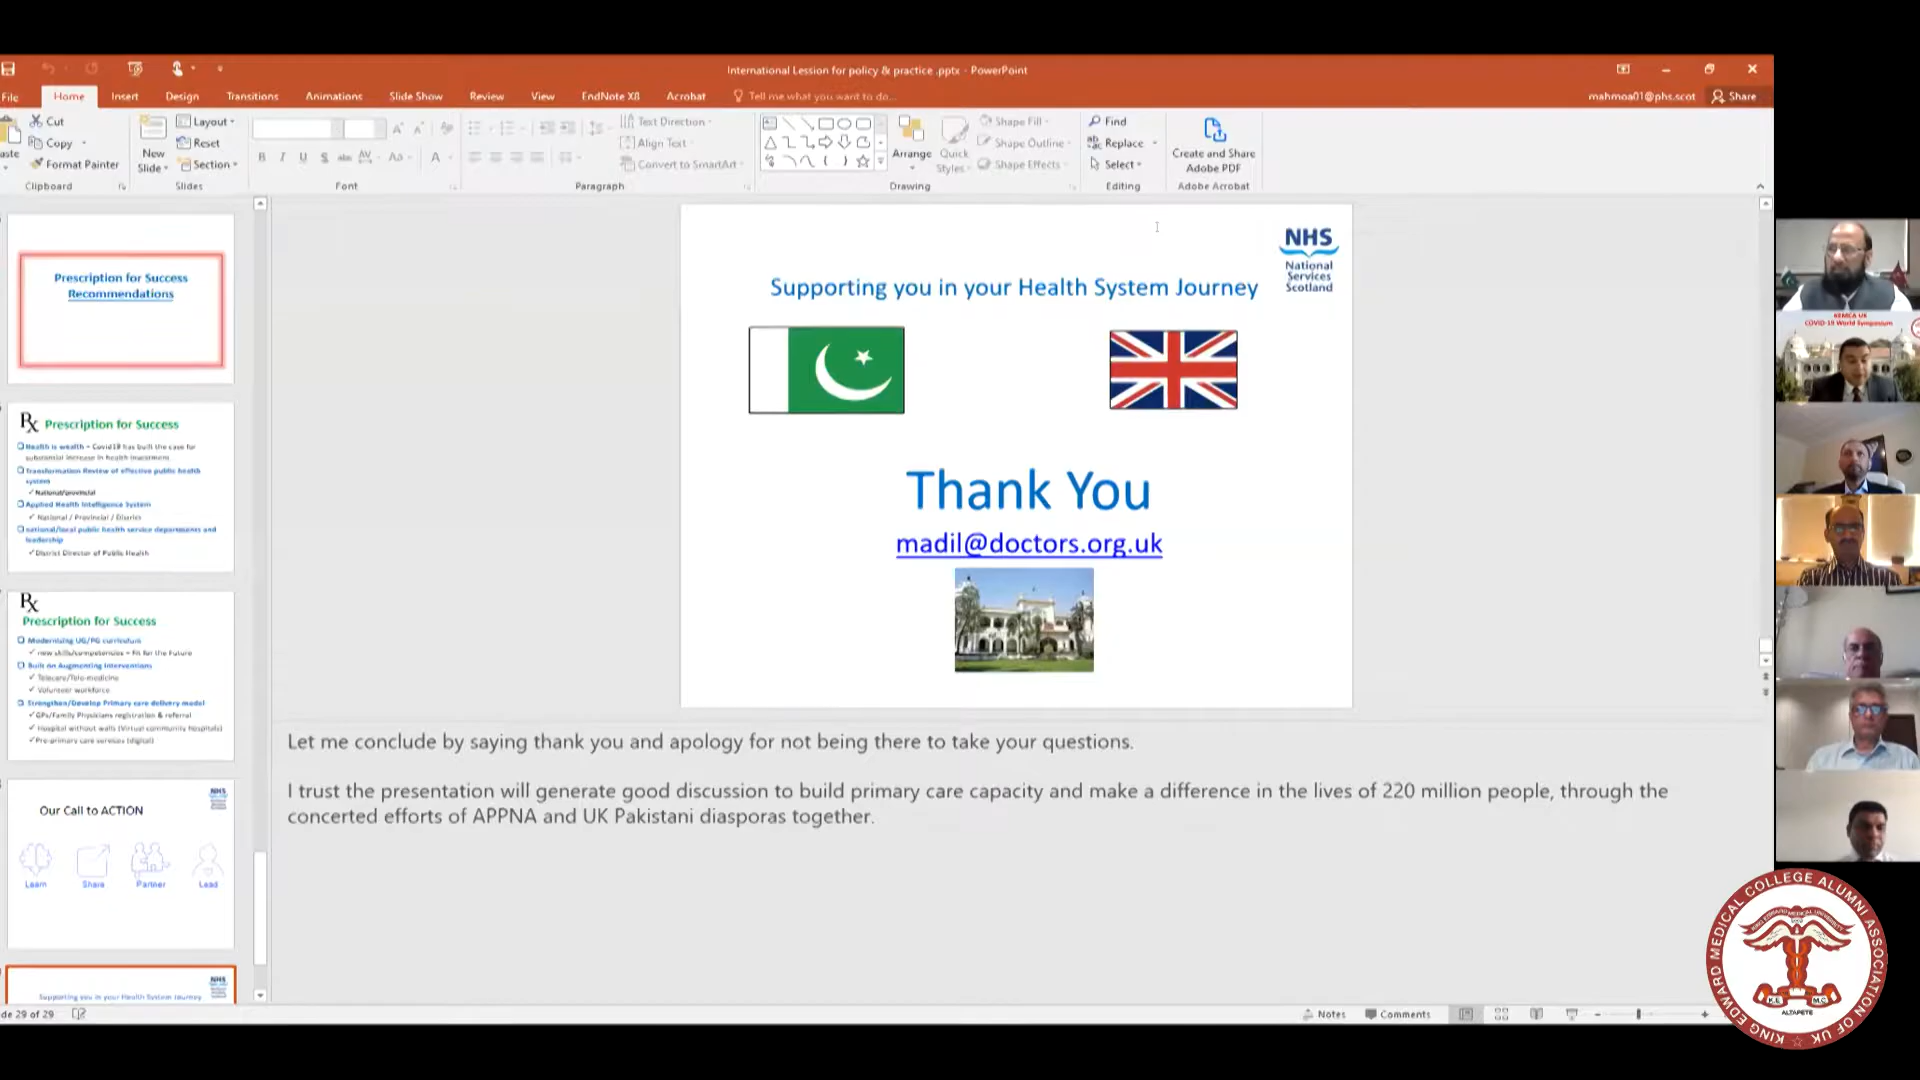 International Lession for policy & practice .pptx - PowerPoint
File
Home
Insert
Design
Transitions
Animations
Slide Show
Review
View
EndNote X8
Acrobat
Tell me what you want to do...
mahmoa01@phs.scot
Share
Cut
Copy
Format Painter
Clipboard
New
Slide
Layout
Reset
Section
Slides
Font
Text Direction
Align Text
Convert to SmartArt
Paragraph
Arrange
Quick
Styles
Shape Fill
Shape Outline
Shape Effects
Drawing
Find
Replace
Select
Editing
Create and Share
Adobe PDF
Adobe Acrobat
Prescription for Success
Recommendations
Rx Prescription for Success
Health is wealth - Covid19 has built the case for
substantial increase in health investment
Transformation Review of effective public health
system
National/provincial
Applied Health Intelligence System
National / Provincial / District
national/local public health service departments and
leadership
District Director of Public Health
Rx
Prescription for Success
Modernising UG/PG curriculum
new skills/competencies - Fit for the Future
Built on Augmenting Interventions
Telecare/Tele-medicine
Volunteer workforce
Strengthen/Develop Primary care delivery model
GPs/Family Physicians registration & referral
Hospital without walls (Virtual community hospitals)
Pre-primary care services (digital)
Our Call to ACTION
NHS
Learn
Share
Partner
Lead
NHS
Supporting you in your Health System Journey
NHS
National
Services
Scotland
Supporting you in your Health System Journey
Thank You
madil@doctors.org.uk
Let me conclude by saying thank you and apology for not being there to take your questions.
I trust the presentation will generate good discussion to build primary care capacity and make a difference in the lives of 220 million people, through the
concerted efforts of APPNA and UK Pakistani diasporas together.
de 29 of 29
Notes
Comments
KEMCA UK
COVID-19 World Symposium
KING EDWARD MEDICAL COLLEGE ALUMNI ASSOCIATION OF UK
KING EDWARD MEDICAL UNIVERSITY
K.E.
M.C.
ALTAPETE